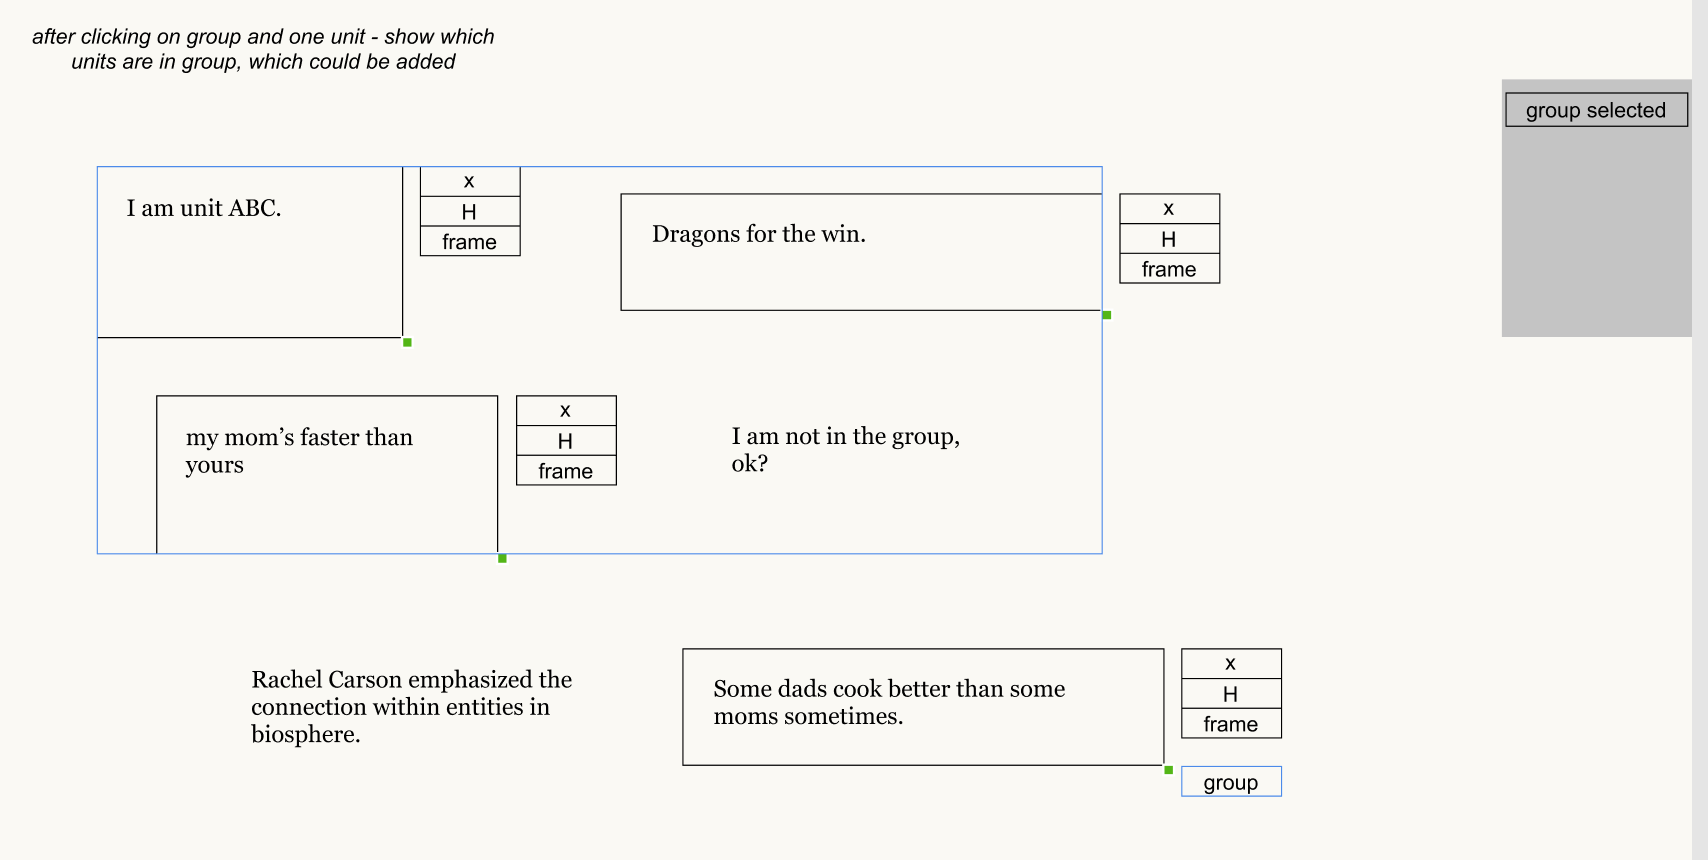 after clicking on group and one unit - show which
units are in group, which could be added
group selected
I am unit ABC.
x
H
frame
Dragons for the win.
x
H
frame
my mom’s faster than
yours
x
H
frame
I am not in the group,
ok?
Rachel Carson emphasized the
connection within entities in
biosphere.
Some dads cook better than some
moms sometimes.
x
H
frame
group